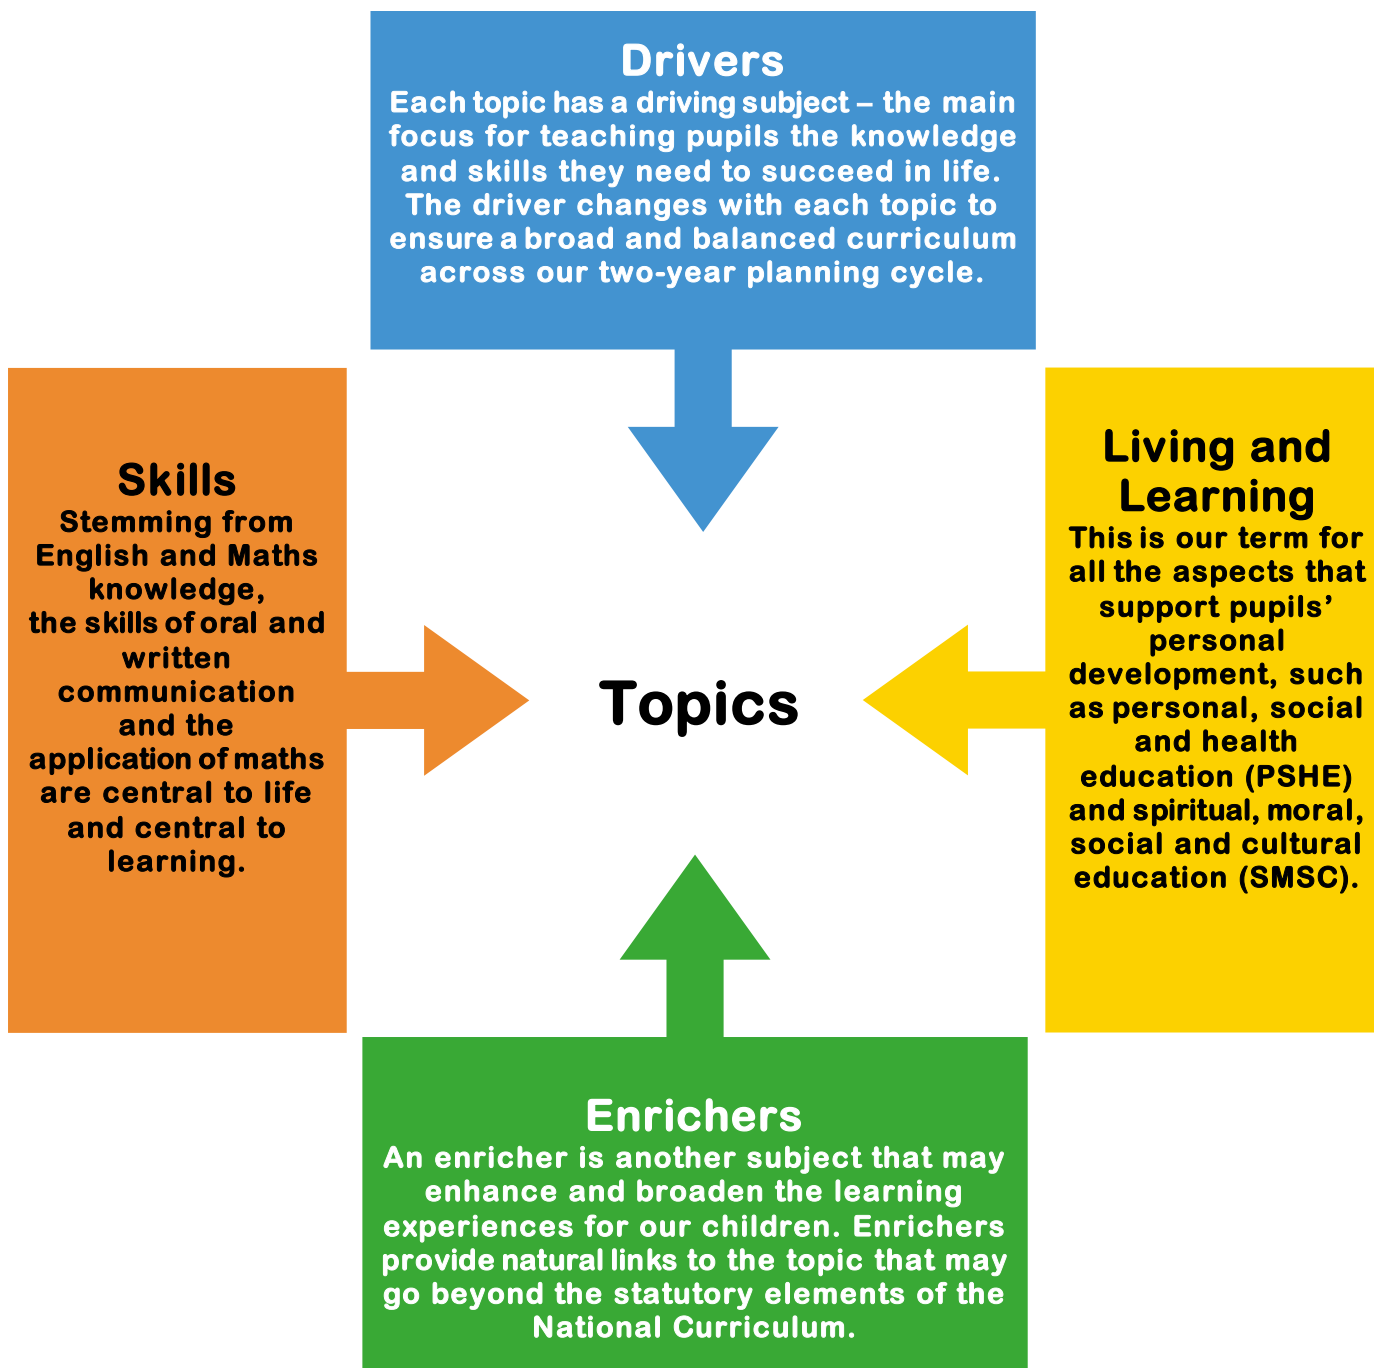 Drivers
Each topic has a driving subject – the main
focus for teaching pupils the knowledge
and skills they need to succeed in life.
The driver changes with each topic to
ensure a broad and balanced curriculum
across our two-year planning cycle.
Skills
Stemming from
English and Maths
knowledge,
the skills of oral and
written
communication
and the
application of maths
are central to life
and central to
learning.
Topics
Living and
Learning
This is our term for
all the aspects that
support pupils’
personal
development, such
as personal, social
and health
education (PSHE)
and spiritual, moral,
social and cultural
education (SMSC).
Enrichers
An enricher is another subject that may
enhance and broaden the learning
experiences for our children. Enrichers
provide natural links to the topic that may
go beyond the statutory elements of the
National Curriculum.